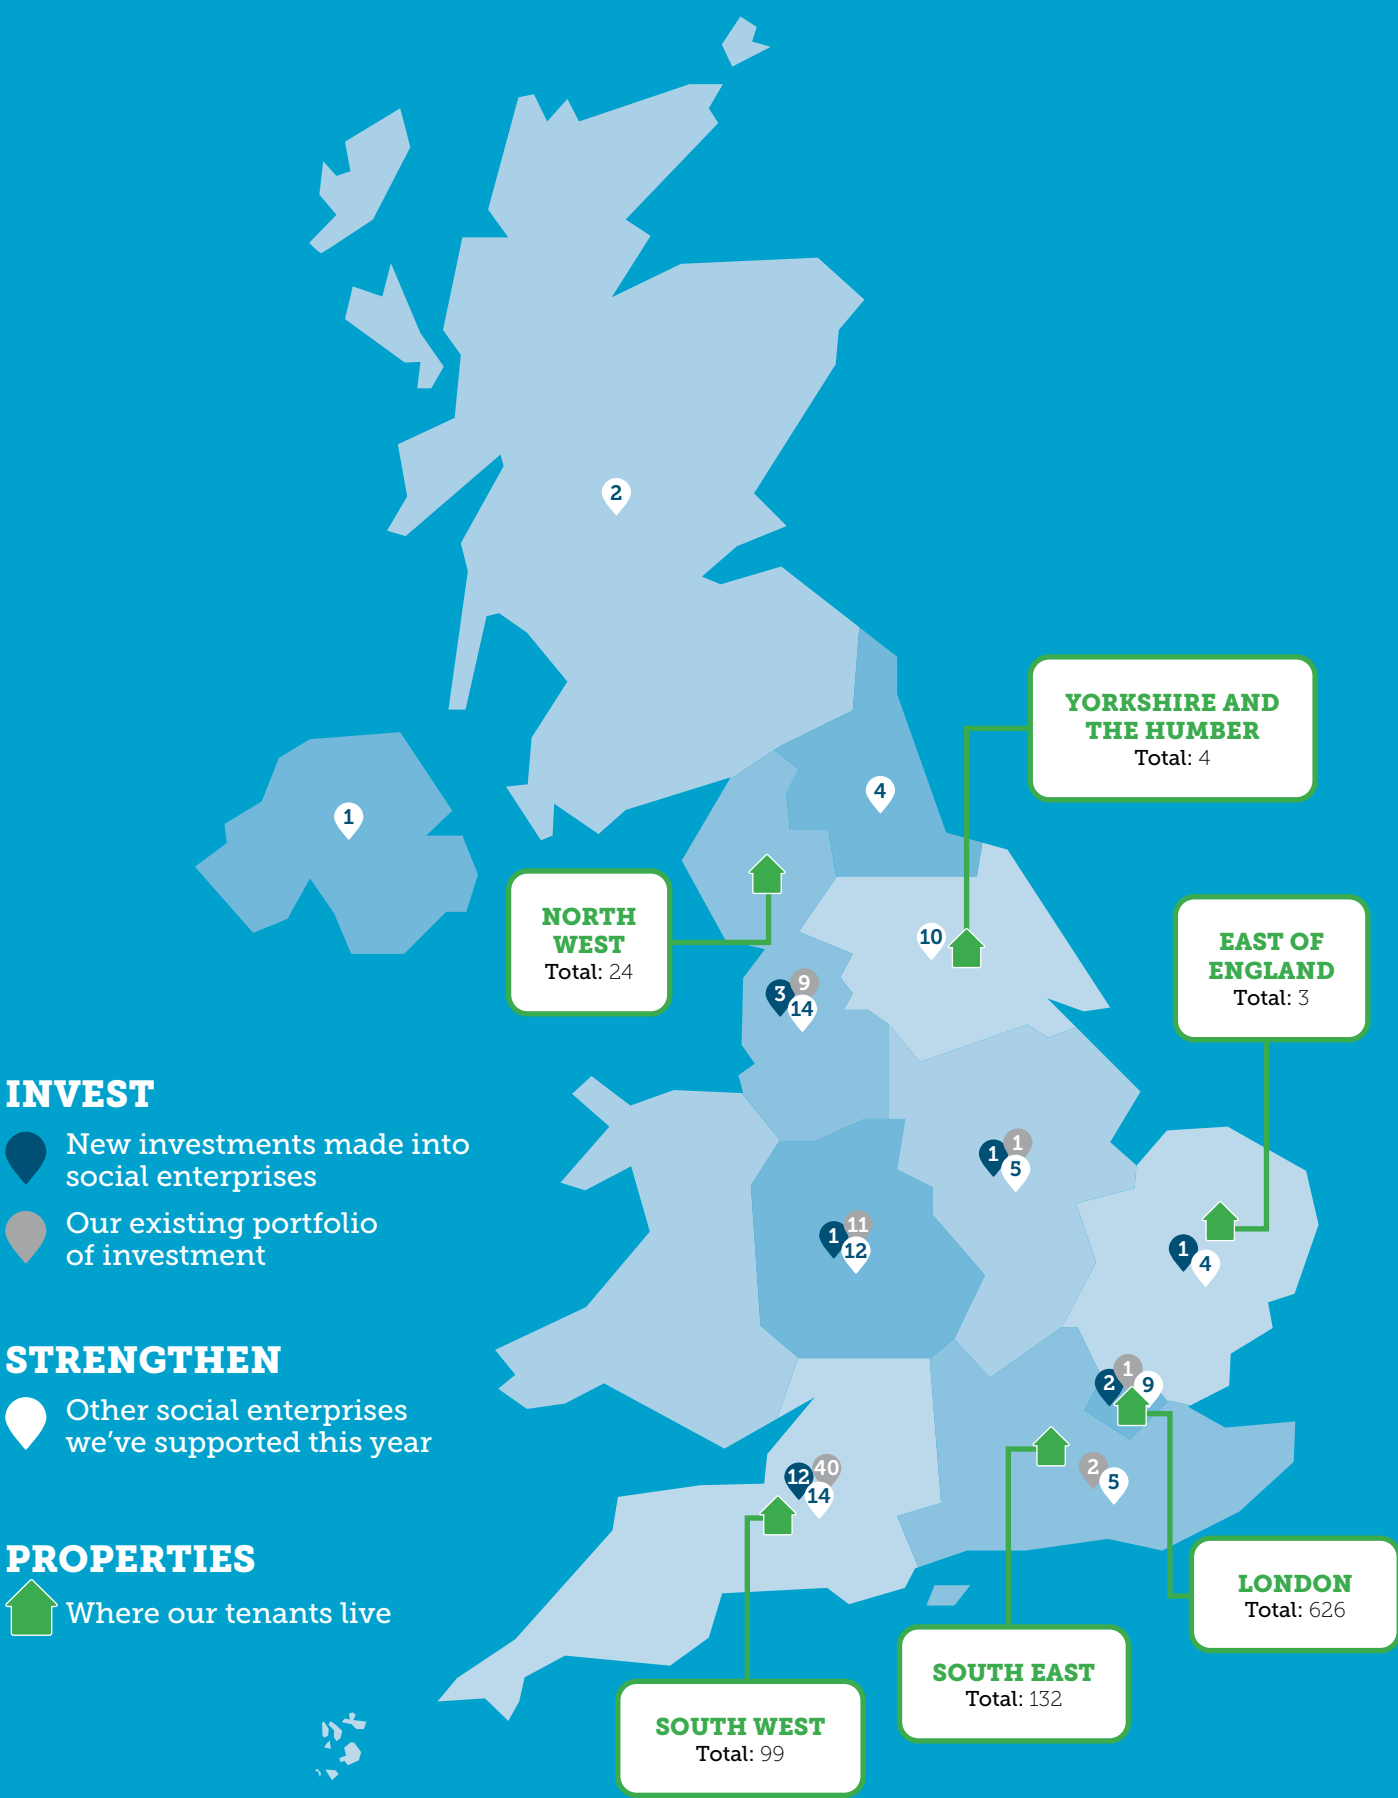 2
YORKSHIRE AND
THE HUMBER
Total: 4
4
1
NORTH
WEST
Total: 24
10
EAST OF
ENGLAND
Total: 3
3
9
14
INVEST
New investments made into
social enterprises
Our existing portfolio
of investment
1
1
5
1
11
12
1
4
STRENGTHEN
Other social enterprises
we've supported this year
2
1
9
12
40
14
2
5
PROPERTIES
Where our tenants live
LONDON
Total: 626
SOUTH EAST
Total: 132
SOUTH WEST
Total: 99